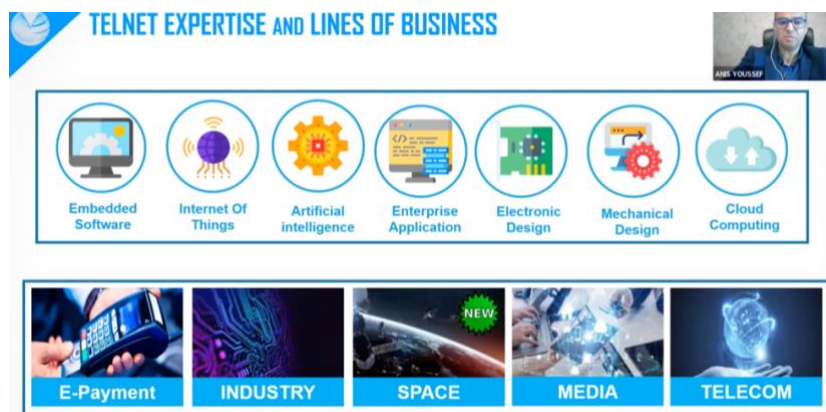 TELNET EXPERTISE AND LINES OF BUSINESS
ANIS YOUSSEF
Embedded
Software
Internet Of
Things
Artificial
intelligence
Enterprise
Application
Electronic
Design
Mechanical
Design
Cloud
Computing
NEW
E-Payment
INDUSTRY
SPACE
MEDIA
TELECOM